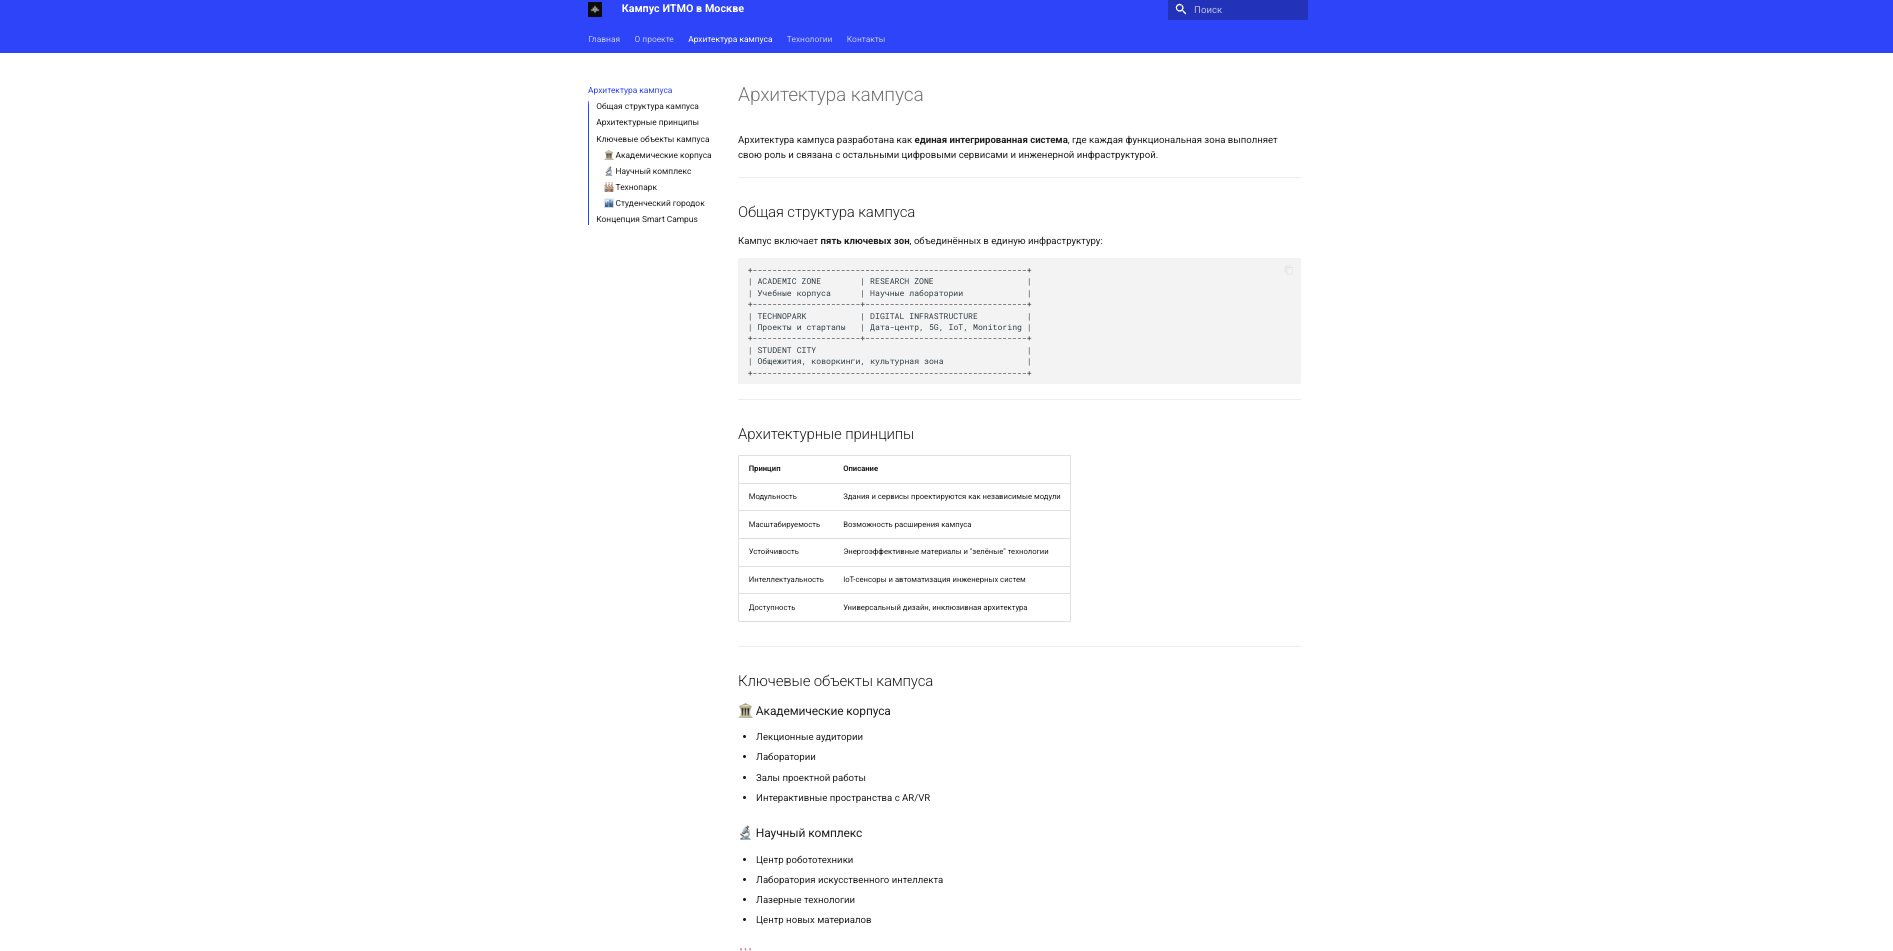 Кампус ИТМО в Москве
Поиск
Главная О проекте Архитектура кампуса Технологии Контакты
Архитектура кампуса
Общая структура кампуса
Архитектурные принципы
Ключевые объекты кампуса
🏛️ Академические корпуса
🔬 Научный комплекс
🏭 Технопарк
🏙️ Студенческий городок
Концепция Smart Campus
Архитектура кампуса
Архитектура кампуса разработана как единая интегрированная система, где каждая функциональная зона выполняет
свою роль и связана с остальными цифровыми сервисами и инженерной инфраструктурой.
Общая структура кампуса
Кампус включает пять ключевых зон, объединённых в единую инфраструктуру:
+--------------------------------------------------------+
| ACADEMIC ZONE        | RESEARCH ZONE                   |
| Учебные корпуса      | Научные лаборатории             |
+----------------------+---------------------------------+
| TECHNOPARK           | DIGITAL INFRASTRUCTURE          |
| Проекты и стартапы   | Дата-центр, 5G, IoT, Monitoring |
+----------------------+---------------------------------+
| STUDENT CITY                                           |
| Общежития, коворкинги, культурная зона                 |
+--------------------------------------------------------+
Архитектурные принципы
Принцип Описание
Модульность Здания и сервисы проектируются как независимые модули
Масштабируемость Возможность расширения кампуса
Устойчивость Энергоэффективные материалы и "зелёные" технологии
Интеллектуальность IoT-сенсоры и автоматизация инженерных систем
Доступность Универсальный дизайн, инклюзивная архитектура
Ключевые объекты кампуса
🏛️ Академические корпуса
• Лекционные аудитории
• Лаборатории
• Залы проектной работы
• Интерактивные пространства с AR/VR
🔬 Научный комплекс
• Центр робототехники
• Лаборатория искусственного интеллекта
• Лазерные технологии
• Центр новых материалов